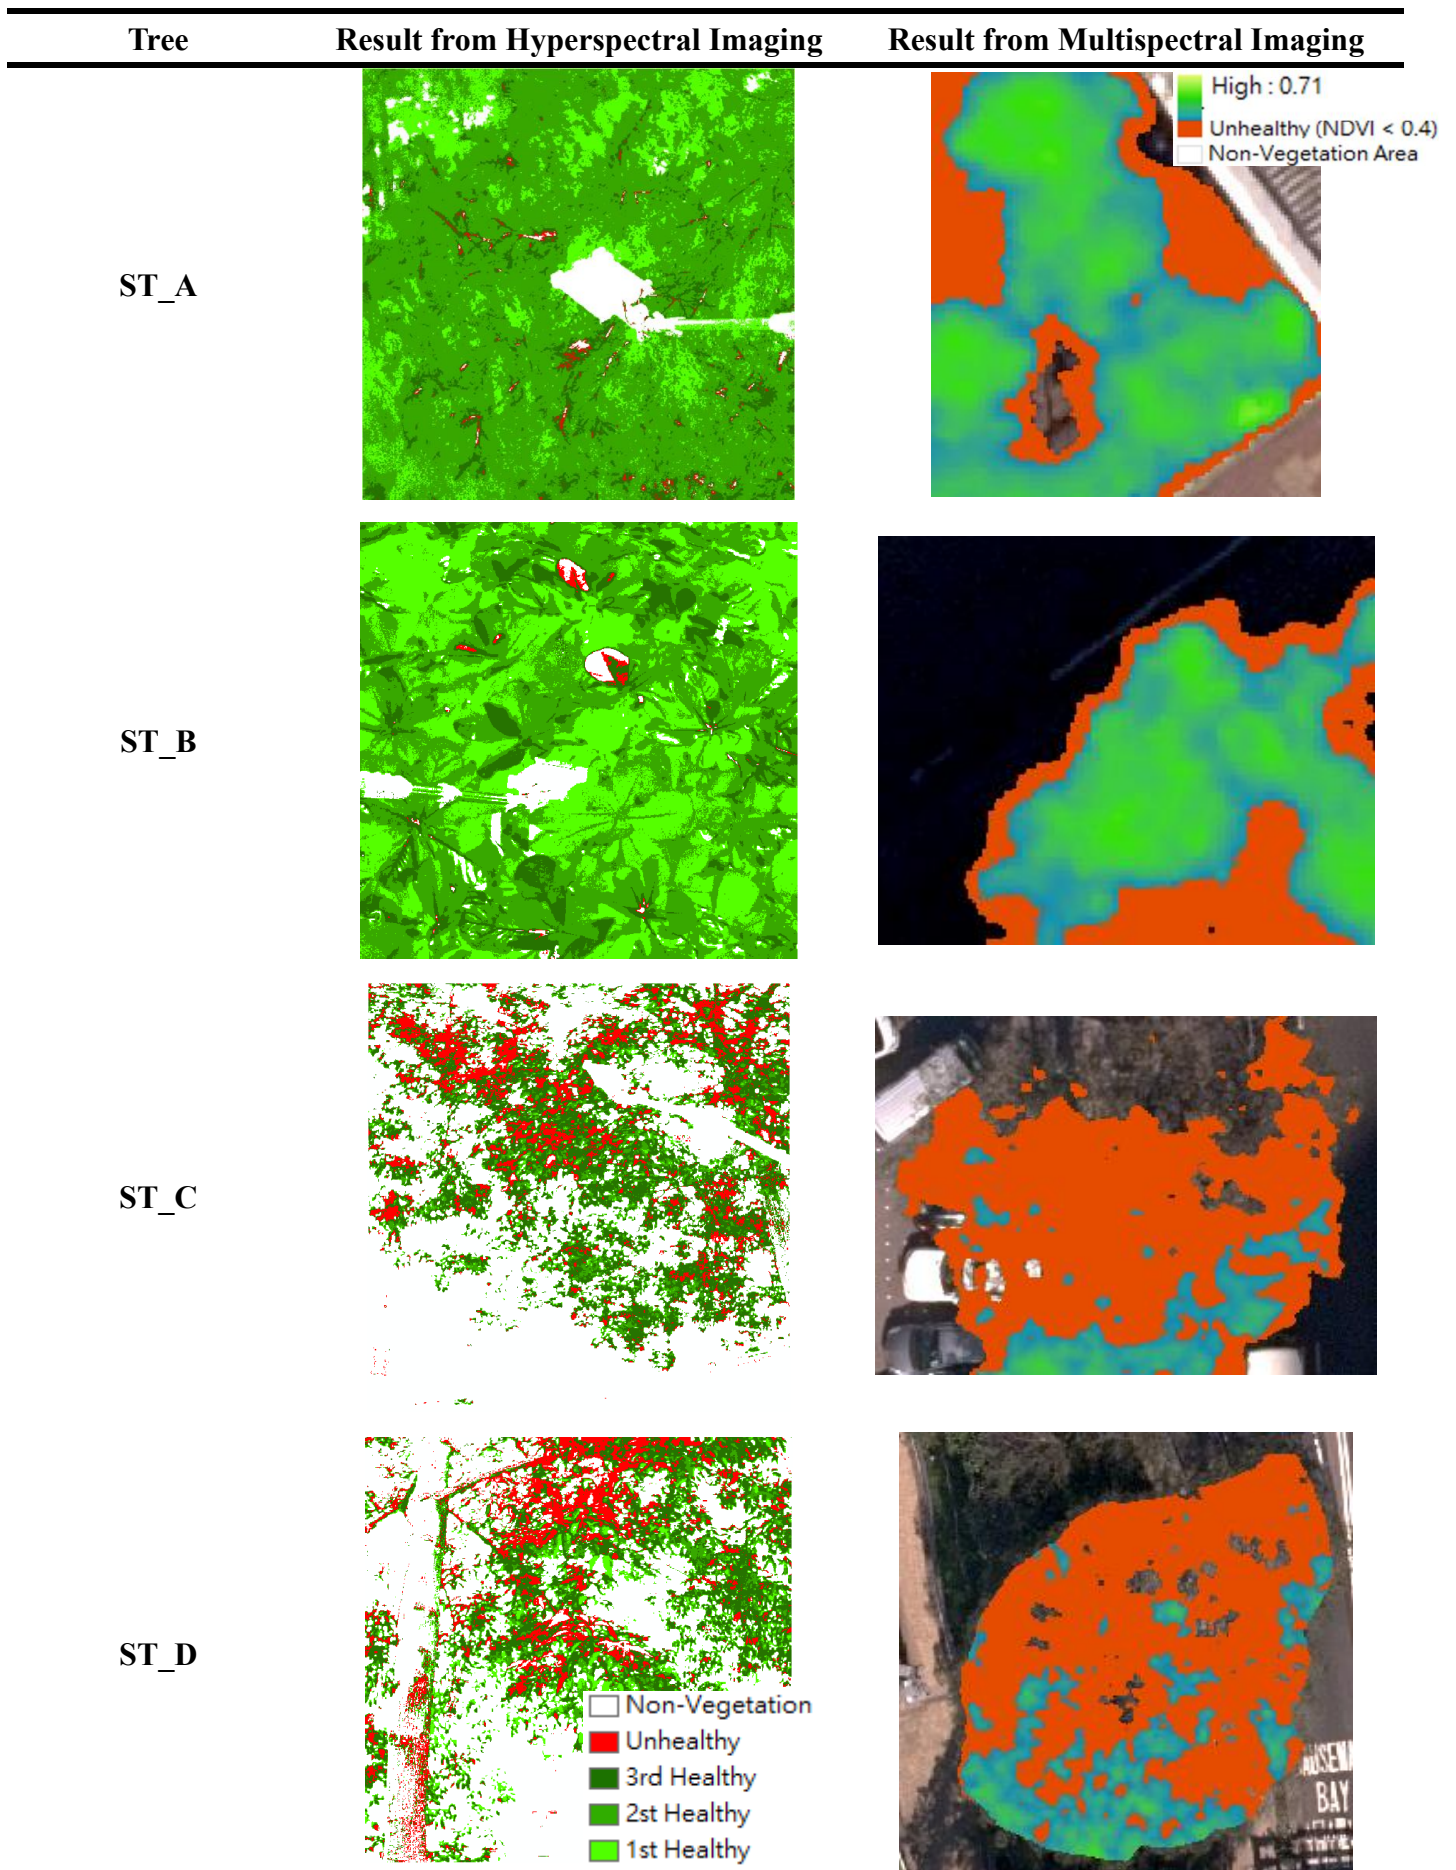 Tree Result from Hyperspectral Imaging Result from Multispectral Imaging
High : 0.71
Unhealthy (NDVI < 0.4)
Non-Vegetation Area
ST_A
ST_B
ST_C
ST_D
Non-Vegetation
Unhealthy
3rd Healthy
2st Healthy
1st Healthy
BAY